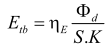 E_tb = η_E Φ_d / S.K